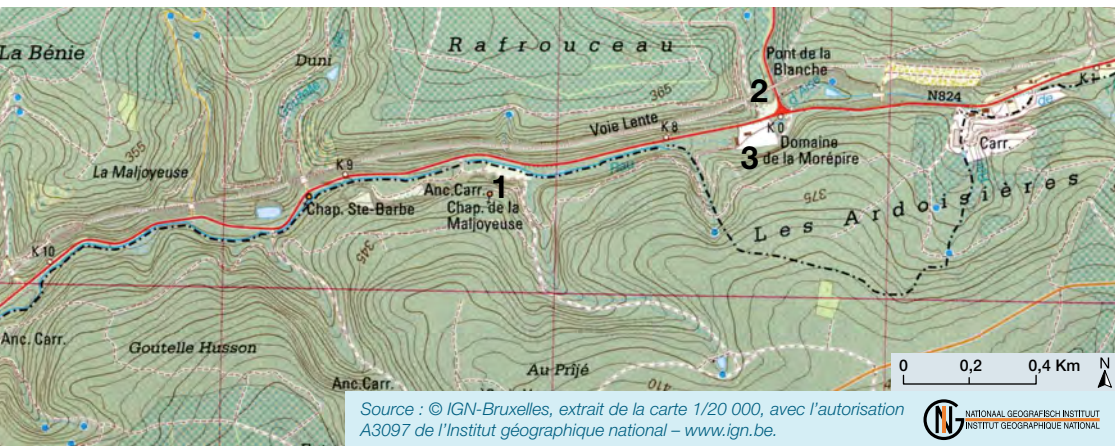 La Bénie
Rafrouceau
Duni
Goutelle
Pont de la
Blanche
2
365
N824
K 1
Voie Lente
K 8
K 0
355
La Maljoyeuse
K 9
3
Domaine
de la Morépire
Carr.
Anc. Carr.
1
Chap. Ste-Barbe
Chap. de la
Maljoyeuse
375
Les Ardoisières
345
K 10
Anc. Carr.
Goutelle Husson
Anc. Carr.
Au Prijé
410
0 0,2 0,4 Km
N
Source : © IGN-Bruxelles, extrait de la carte 1/20 000, avec l’autorisation
A3097 de l’Institut géographique national – www.ign.be.
NGI
NATIONAAL GEOGRAFISCH INSTITUUT
INSTITUT GEOGRAPHIQUE NATIONAL